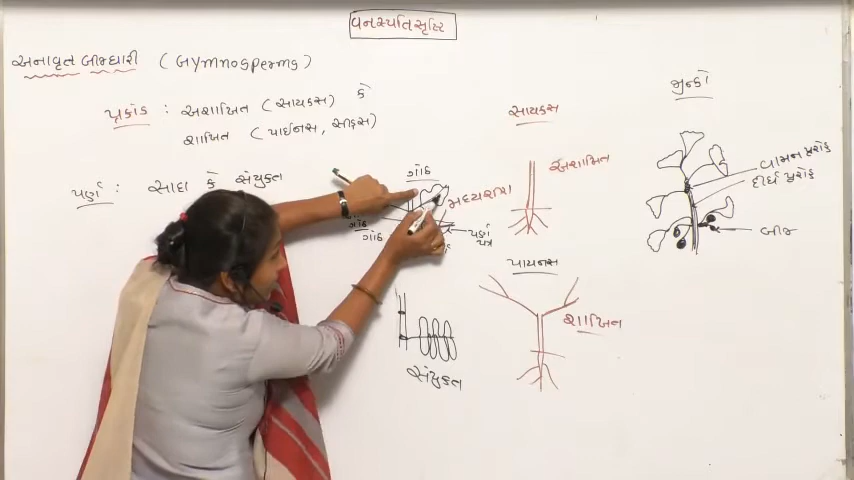 વનસ્પતિસૃષ્ટિ
અનાવૃત બીજધારી (Gymnosperms)
પ્રકાંડ : અશાખિત (સાયકસ) કે
શાખિત (પાઈનસ, સીડ્રસ)
પર્ણ : સાદા કે સંયુક્ત
ગાંઠ
મધ્યશીરા
ગાંઠ
ગાંઠ
પર્ણ
પત્ર
સંયુક્ત
સાયકસ
અશાખિત
પાયનસ
શાખિત
જીન્કો
વામન પ્રરોહ
દીર્ઘ પ્રરોહ
બીજ